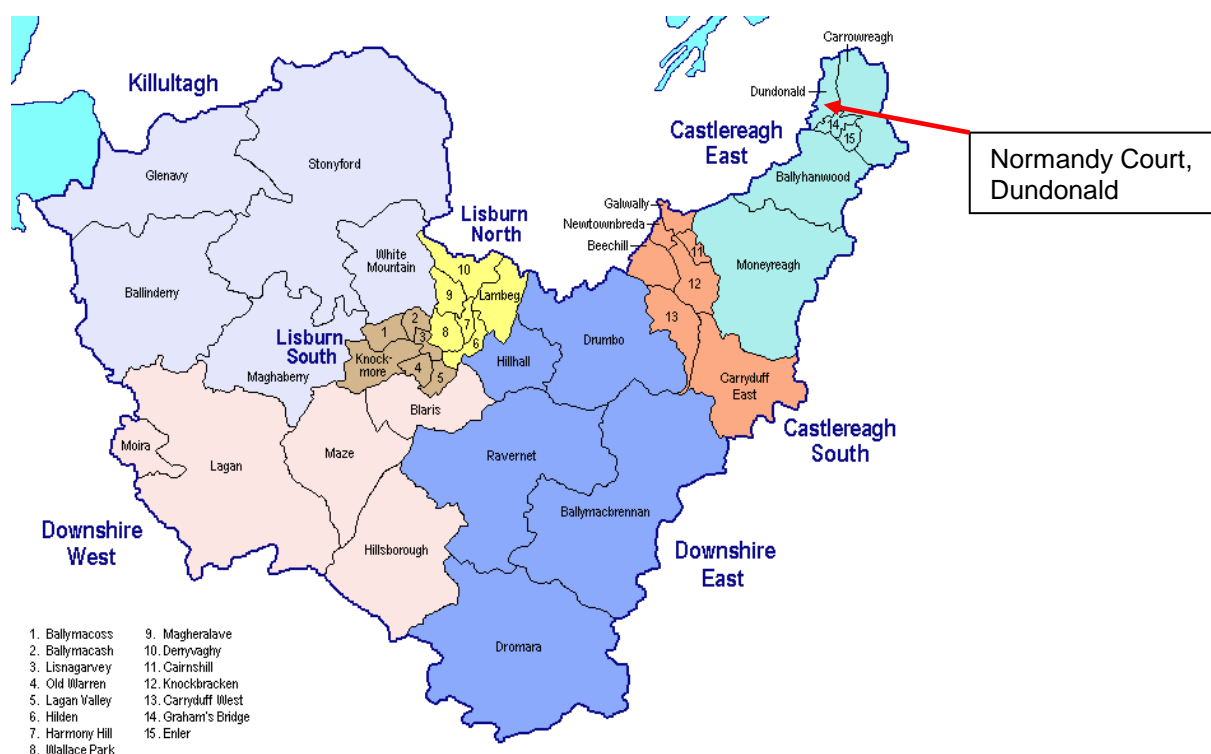 Carrowreagh
Killultagh
Dundonald
2
14
15
Castlereagh
East
Normandy Court,
Dundonald
Stonyford
Glenavy
Ballyhanwood
Galwally
Newtownbreda
Beechill
Lisburn
North
White
Mountain
11
Moneyreagh
10
12
Ballinderry
9
Lambeg
13
2
1
3
7
8
6
Lisburn
South
Drumbo
Knock-
more
4
5
Hillhall
Maghaberry
Carryduff
East
Blaris
Castlereagh
South
Moira
Lagan
Maze
Ravernet
Ballymacbrennan
Downshire
West
Hillsborough
Downshire
East
Dromara
1. Ballymacoss
2. Ballymacash
3. Lisnagarvey
4. Old Warren
5. Lagan Valley
6. Hilden
7. Harmony Hill
8. Wallace Park
9. Magheralave
10. Derryvaghy
11. Cairnshill
12. Knockbracken
13. Carryduff West
14. Graham's Bridge
15. Enler